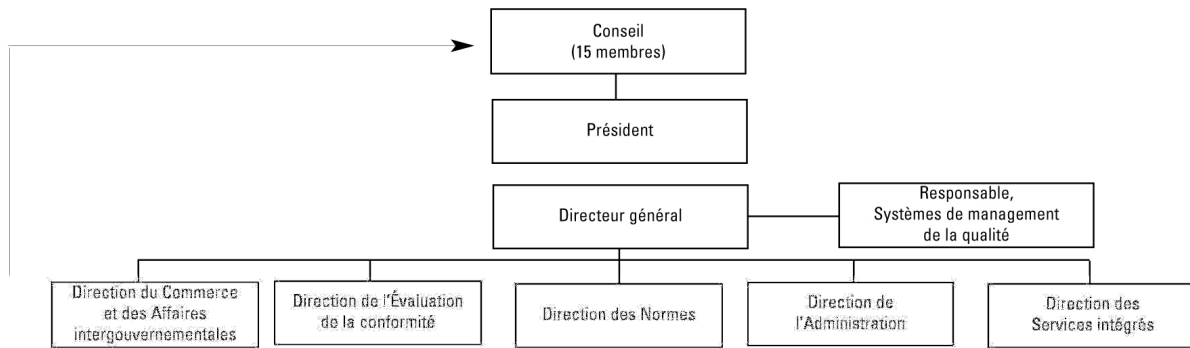 Conseil
(15 membres)
Président
Directeur général
Responsable,
Systèmes de management
de la qualité
Direction du Commerce
et des Affaires
intergouvernementales
Direction de l'Évaluation
de la conformité
Direction des Normes
Direction de
l'Administration
Direction des
Services intégrés